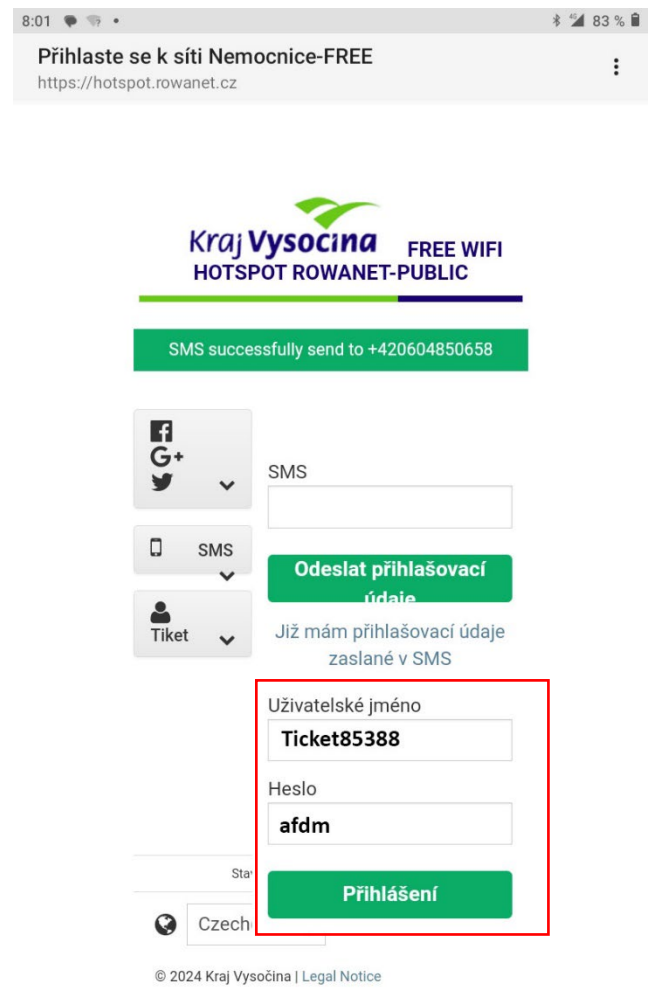 8:01 83 %
Přihlaste se k síti Nemocnice-FREE
https://hotspot.rowanet.cz
Kraj Vysočina FREE WIFI
HOTSPOT ROWANET-PUBLIC
SMS successfully send to +420604850658
G+
SMS
SMS
Odeslat přihlašovací
údaje
Tiket
Již mám přihlašovací údaje
zaslané v SMS
Uživatelské jméno
Ticket85388
Heslo
afdm
Přihlášení
Czech
© 2024 Kraj Vysočina | Legal Notice